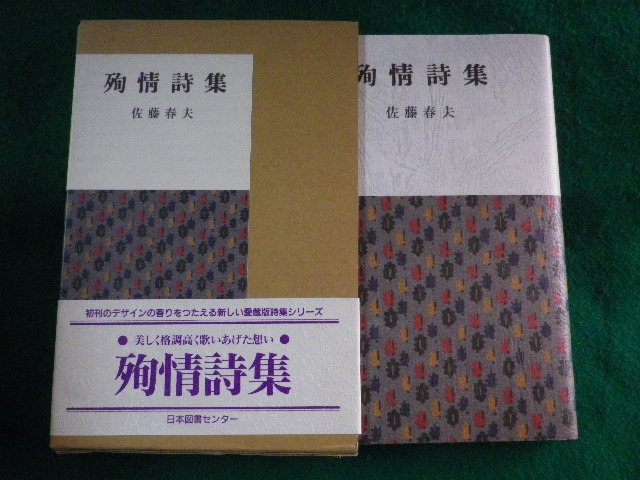 殉情詩集
佐藤春夫
初刊のデザインの香りをつたえる新しい愛蔵版詩集シリーズ
● 美しく格調高く歌いあげた想い ●
殉情詩集
日本図書センター
殉情詩集
佐藤春夫